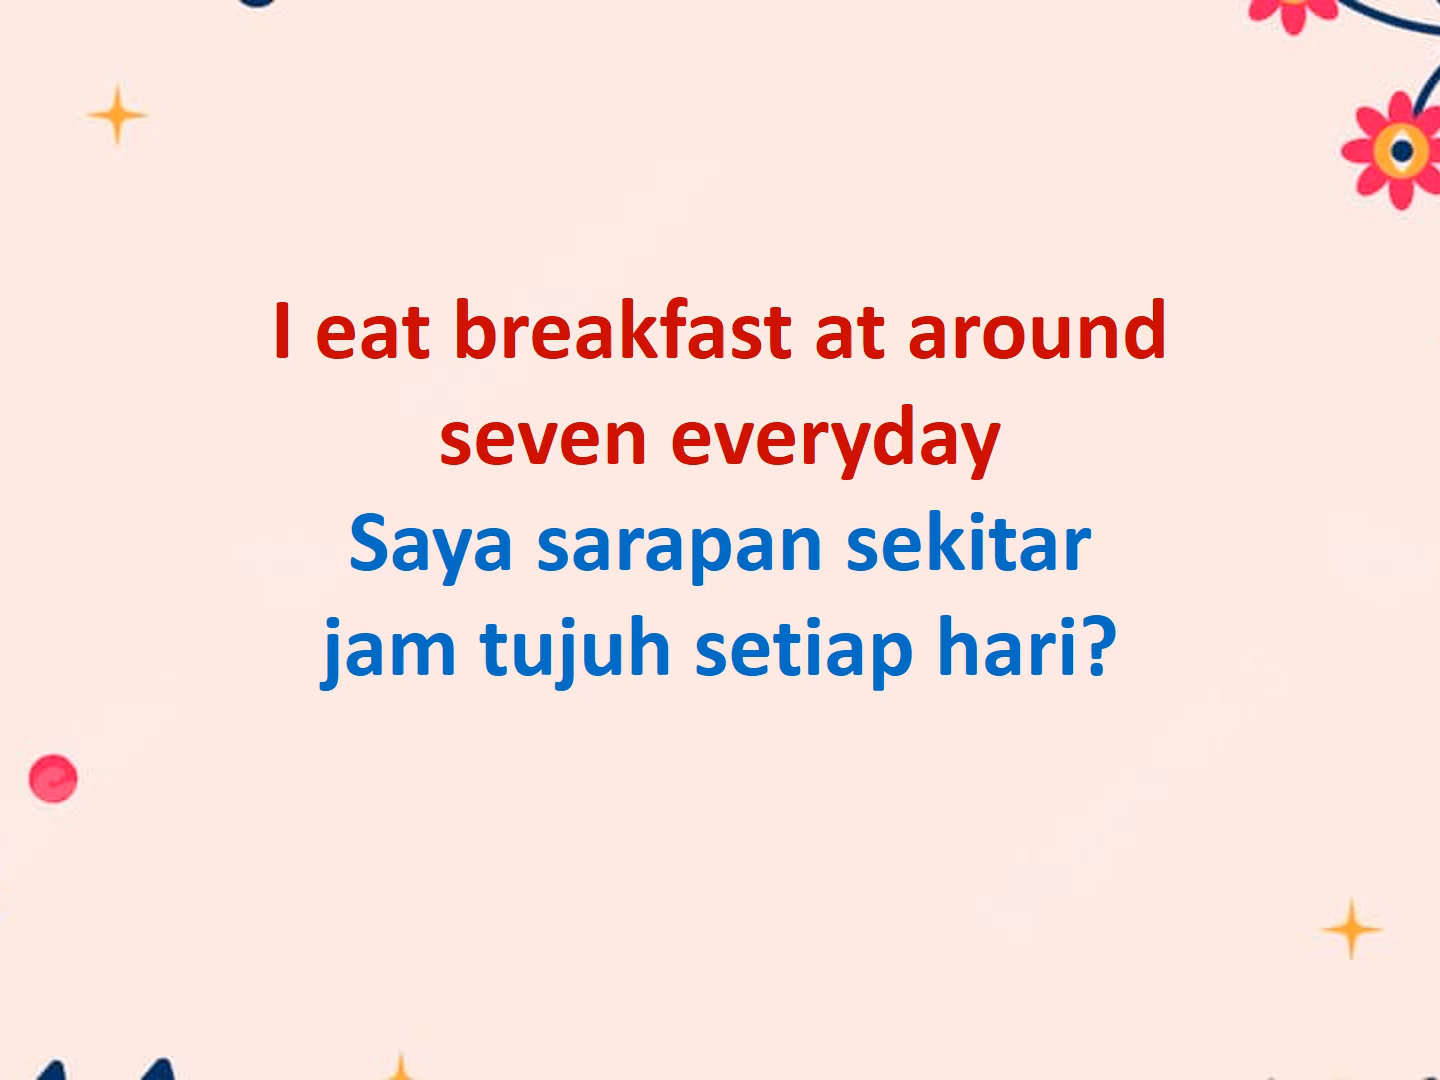 I eat breakfast at around
seven everyday
Saya sarapan sekitar
jam tujuh setiap hari?